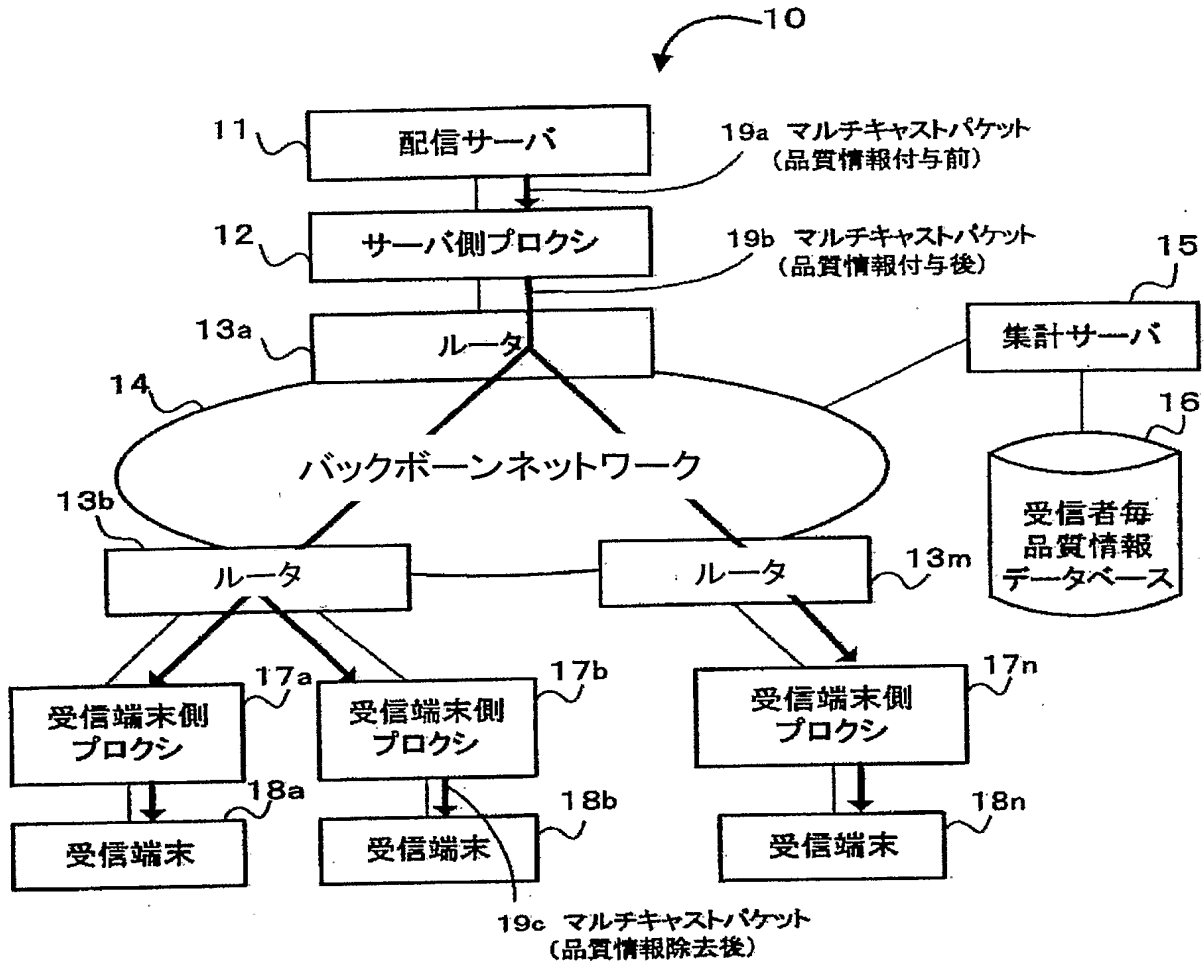 10
11
配信サーバ
19a マルチキャストパケット
(品質情報付与前)
12
サーバ側プロクシ
19b マルチキャストパケット
(品質情報付与後)
15
集計サーバ
13a
ルータ
14
16
バックボーンネットワーク
受信者毎
品質情報
データベース
13b
ルータ
ルータ
13m
17a
受信端末側
プロクシ
17b
受信端末側
プロクシ
17n
受信端末側
プロクシ
18a
受信端末
18b
受信端末
18n
受信端末
19c マルチキャストパケット
(品質情報除去後)